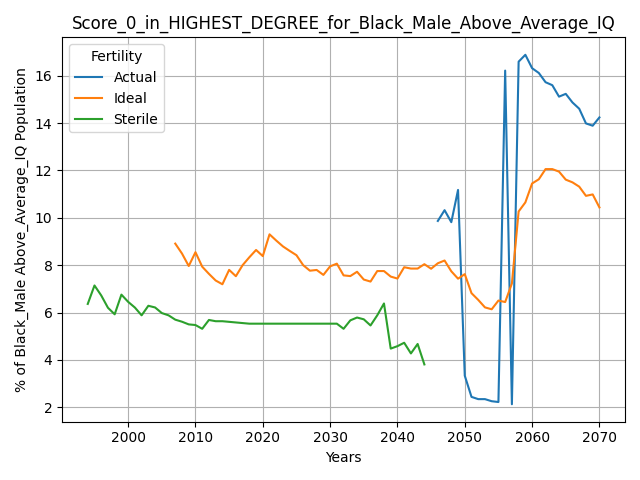 Score_0_in_HIGHEST_DEGREE_for_Black_Male_Above_Average_IQ
Fertility
Actual
Ideal
Sterile
% of Black_Male Above_Average_IQ Population
16
14
12
10
8
6
4
2
2000 2010 2020 2030 2040 2050 2060 2070
Years